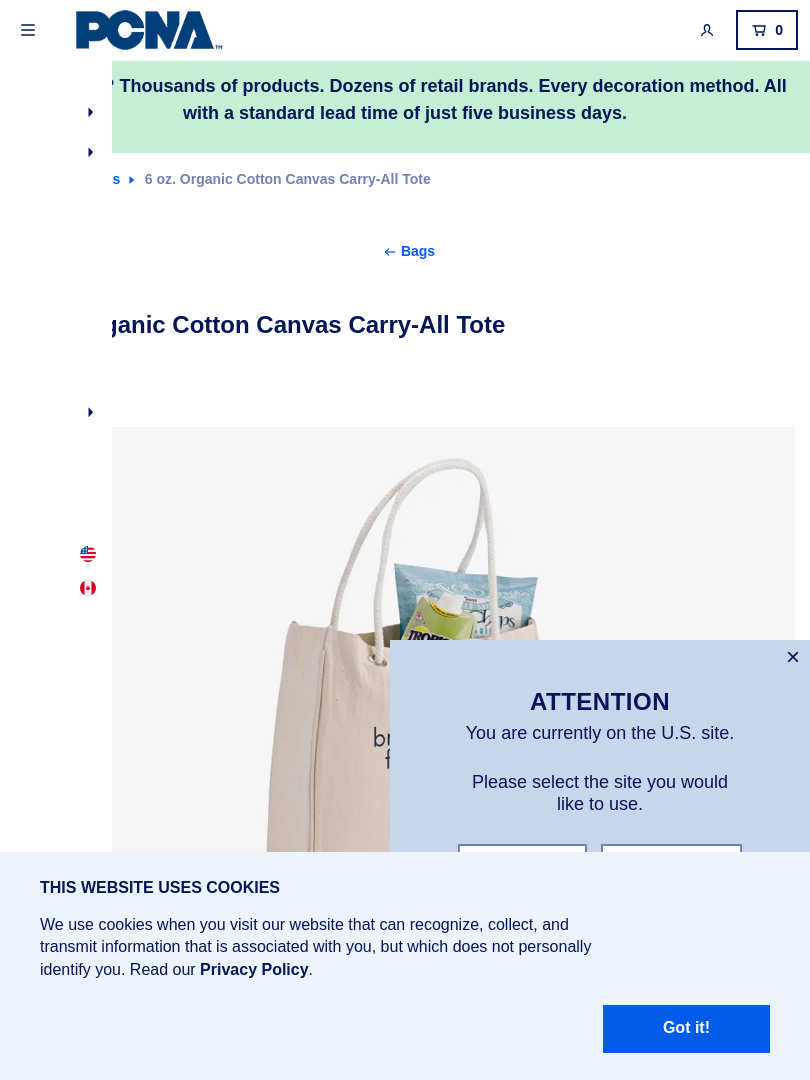 PCNA™
0
? Thousands of products. Dozens of retail brands. Every decoration method. All
with a standard lead time of just five business days.
s 6 oz. Organic Cotton Canvas Carry-All Tote
← Bags
ganic Cotton Canvas Carry-All Tote
ATTENTION
You are currently on the U.S. site.
Please select the site you would
like to use.
THIS WEBSITE USES COOKIES
We use cookies when you visit our website that can recognize, collect, and
transmit information that is associated with you, but which does not personally
identify you. Read our Privacy Policy.
Got it!